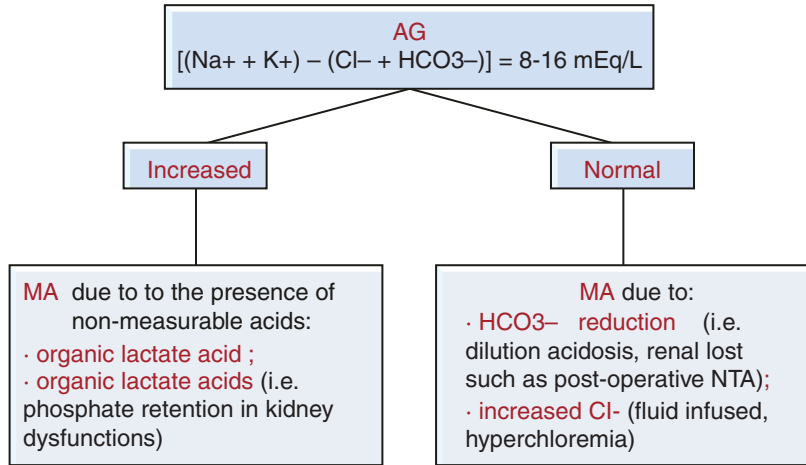 AG
[(Na+ + K+) – (Cl– + HCO3–)] = 8-16 mEq/L
Increased
Normal
MA due to to the presence of
non-measurable acids:
· organic lactate acid ;
· organic lactate acids (i.e.
phosphate retention in kidney
dysfunctions)
MA due to:
· HCO3– reduction (i.e.
dilution acidosis, renal lost
such as post-operative NTA);
· increased Cl- (fluid infused,
hyperchloremia)